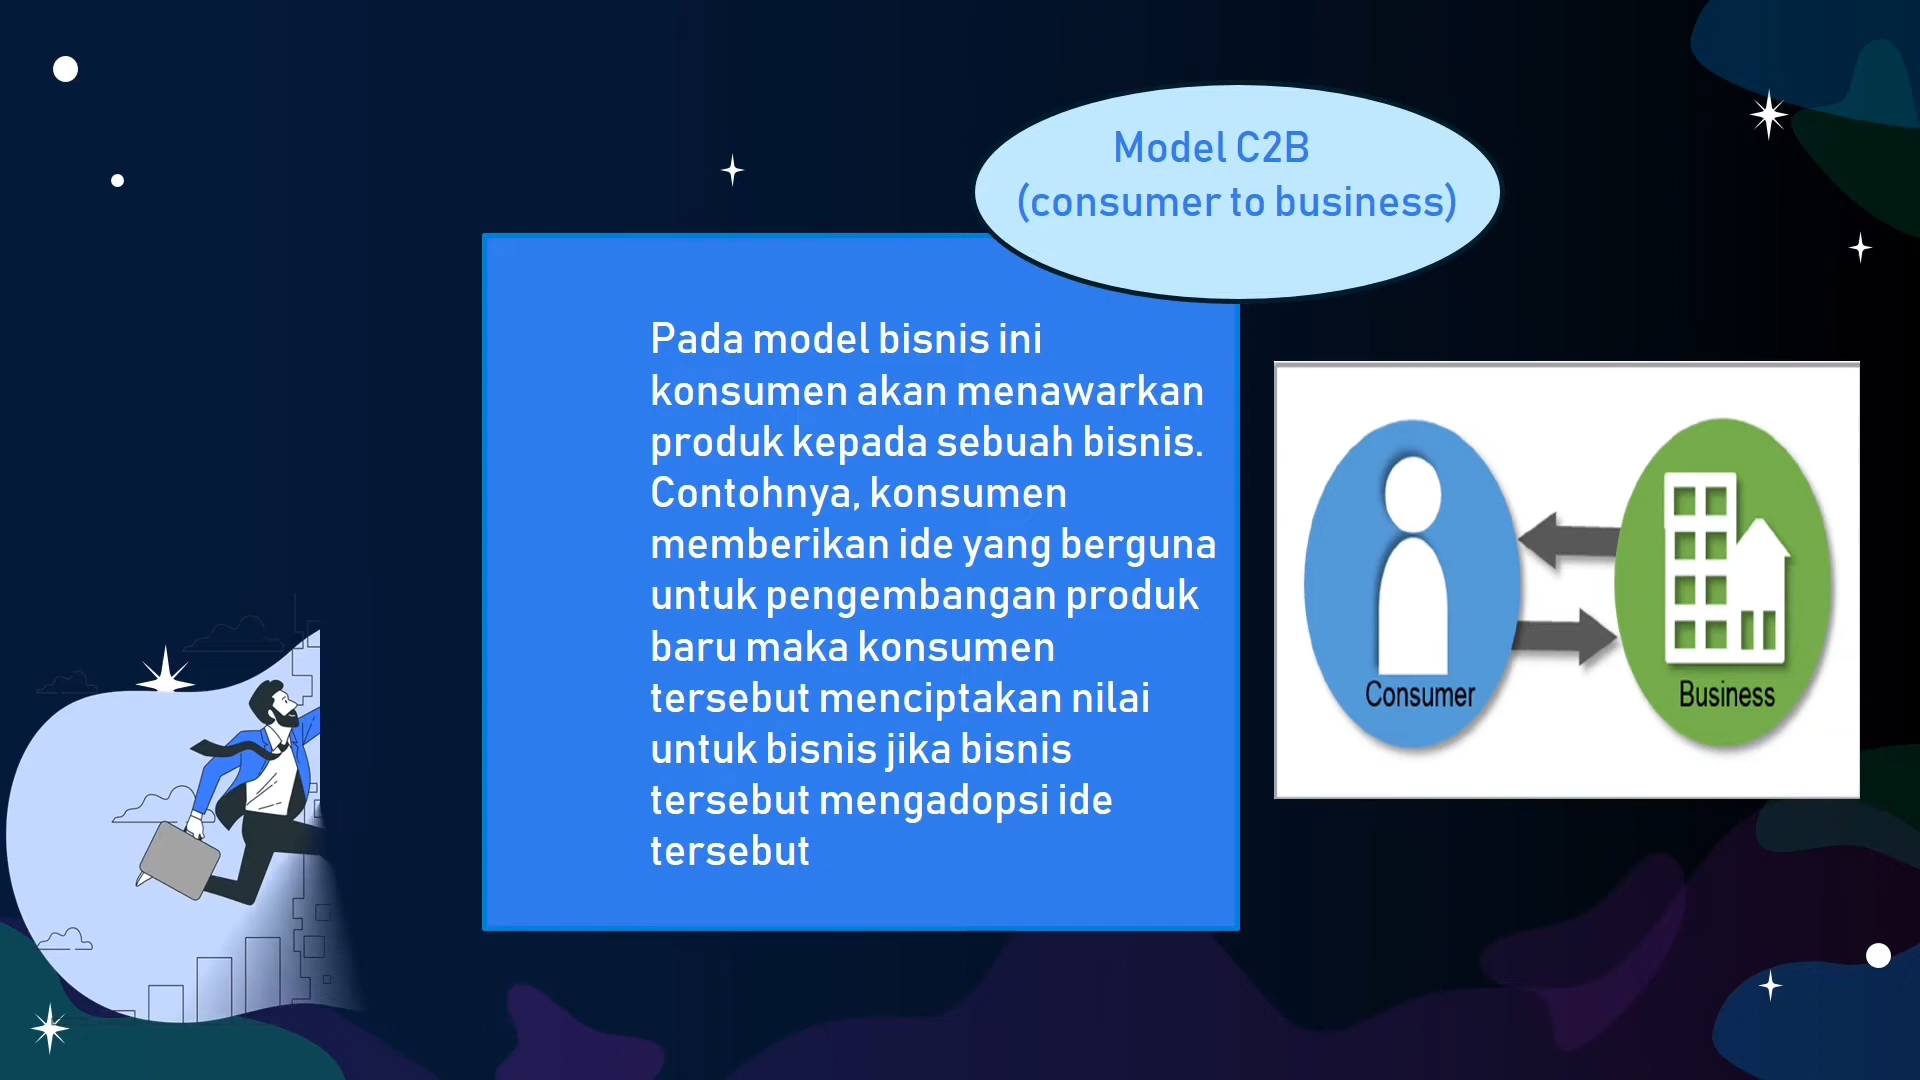 Model C2B
(consumer to business)
Pada model bisnis ini
konsumen akan menawarkan
produk kepada sebuah bisnis.
Contohnya, konsumen
memberikan ide yang berguna
untuk pengembangan produk
baru maka konsumen
tersebut menciptakan nilai
untuk bisnis jika bisnis
tersebut mengadopsi ide
tersebut
Consumer
Business